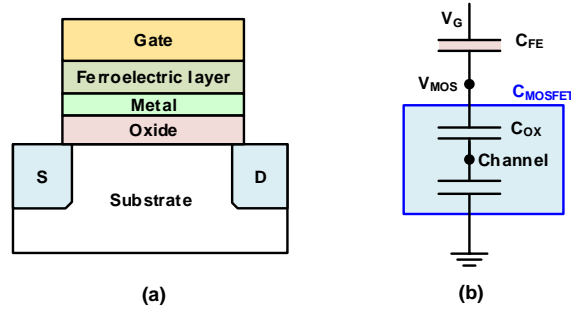 Gate
Ferroelectric layer
Metal
Oxide
S
D
Substrate
(a)
V_G
C_FE
V_MOS
C_MOSFET
C_OX
Channel
(b)